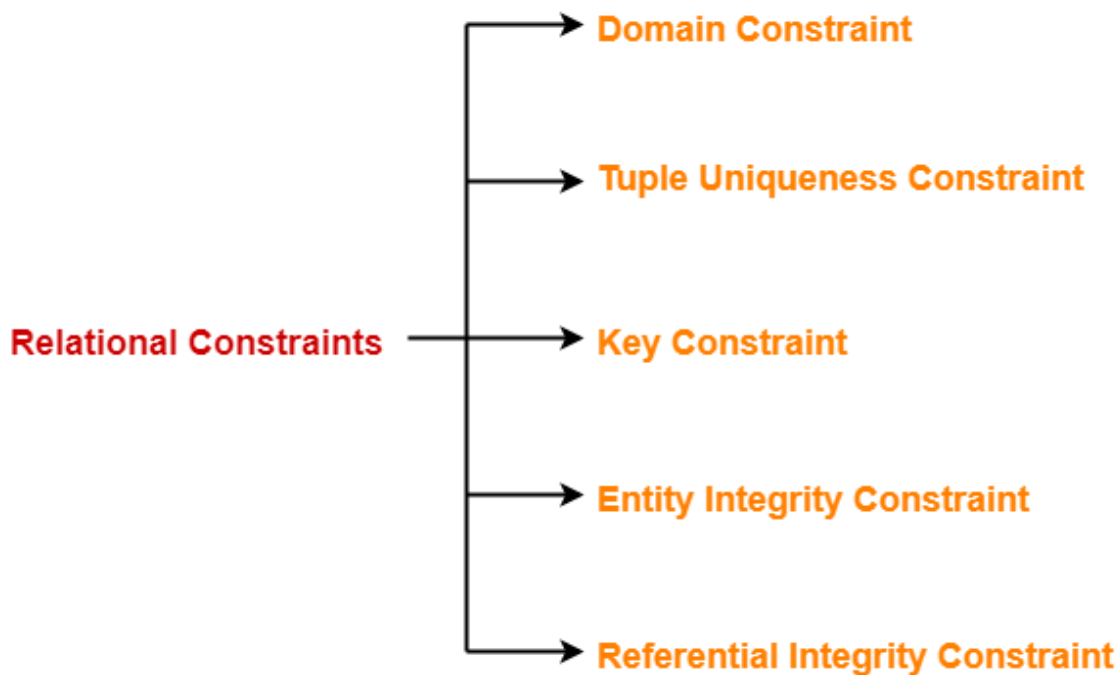 Domain Constraint
Tuple Uniqueness Constraint
Relational Constraints
Key Constraint
Entity Integrity Constraint
Referential Integrity Constraint